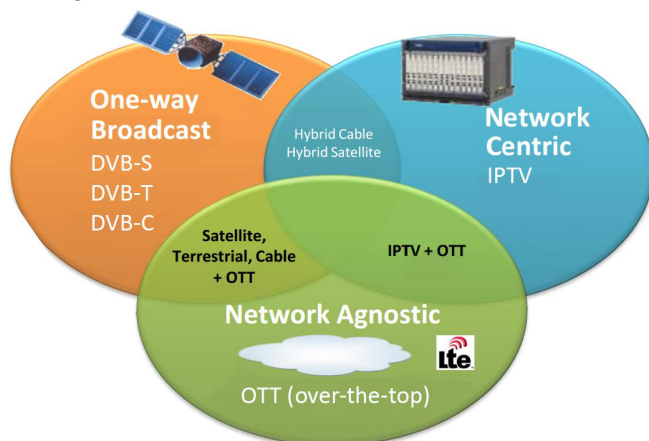 One-way
Broadcast
DVB-S
DVB-T
DVB-C
Hybrid Cable
Hybrid Satellite
Network
Centric
IPTV
Satellite,
Terrestrial, Cable
+ OTT
IPTV + OTT
Network Agnostic
Lte
OTT (over-the-top)